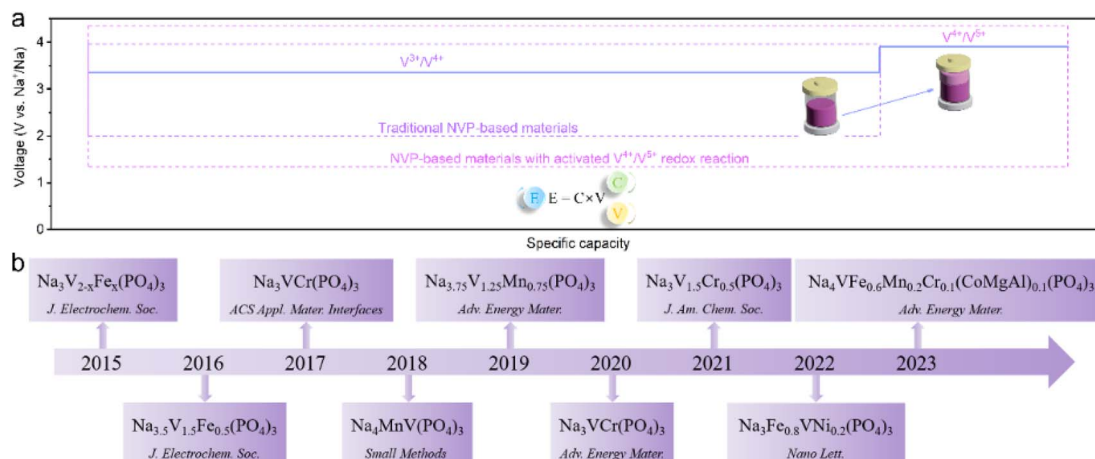 a
4
3
2
1
0
Voltage (V vs. Na⁺/Na)
V³⁺/V⁴⁺
V⁴⁺/V⁵⁺
Traditional NVP-based materials
NVP-based materials with activated V⁴⁺/V⁵⁺ redox reaction
C
E E = C×V
V
Specific capacity
b
Na₃V₂₋ₓFeₓ(PO₄)₃
J. Electrochem. Soc.
Na₃VCr(PO₄)₃
ACS Appl. Mater. Interfaces
Na₃.₇₅V₁.₂₅Mn₀.₇₅(PO₄)₃
Adv. Energy Mater.
Na₃V₁.₅Cr₀.₅(PO₄)₃
J. Am. Chem. Soc.
Na₄VFe₀.₆Mn₀.₂Cr₀.₁(CoMgAl)₀.₁(PO₄)₃
Adv. Energy Mater.
2015 2016 2017 2018 2019 2020 2021 2022 2023
Na₃.₅V₁.₅Fe₀.₅(PO₄)₃
J. Electrochem. Soc.
Na₄MnV(PO₄)₃
Small Methods
Na₃VCr(PO₄)₃
Adv. Energy Mater.
Na₃Fe₀.₈VNi₀.₂(PO₄)₃
Nano Lett.